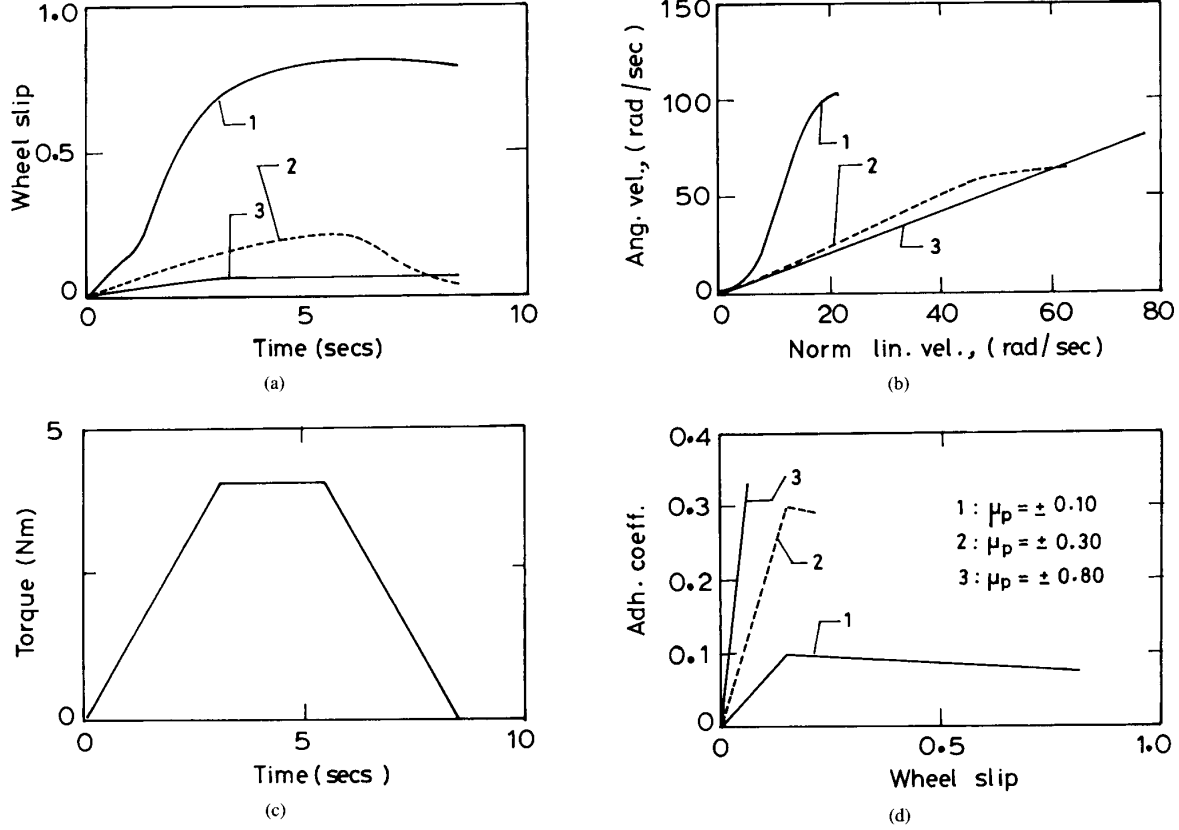 1.0
0.5
0
Wheel slip
1
2
3
0
5
10
Time (secs)
(a)
150
100
50
0
Ang. vel., (rad/sec)
1
2
3
0
20
40
60
80
Norm lin. vel., (rad/sec)
(b)
5
0
Torque (Nm)
0
5
10
Time (secs)
(c)
0.4
0.3
0.2
0.1
0
Adh. coeff.
3
2
1
1 : μp = ± 0.10
2 : μp = ± 0.30
3 : μp = ± 0.80
0.5
1.0
Wheel slip
(d)